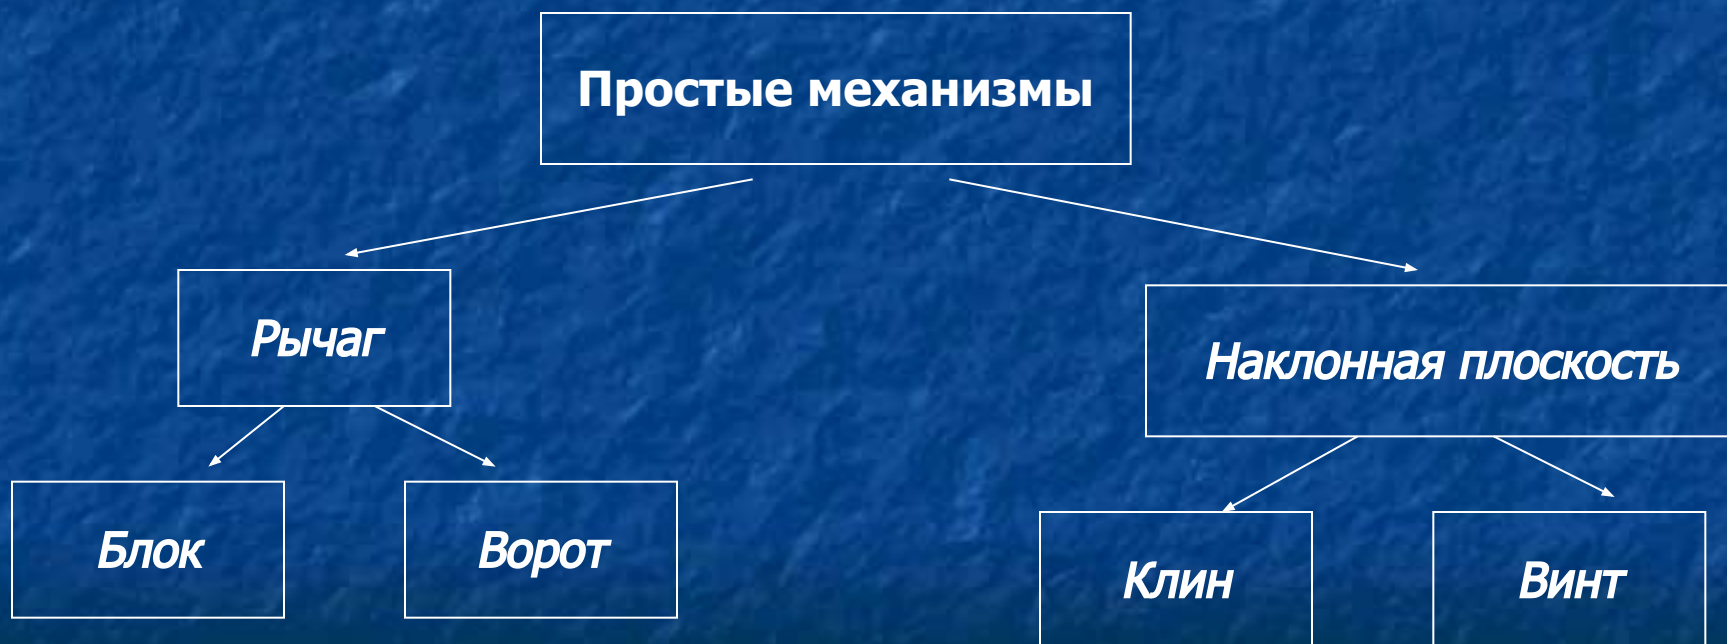 Простые механизмы
Рычаг
Наклонная плоскость
Блок
Ворот
Клин
Винт